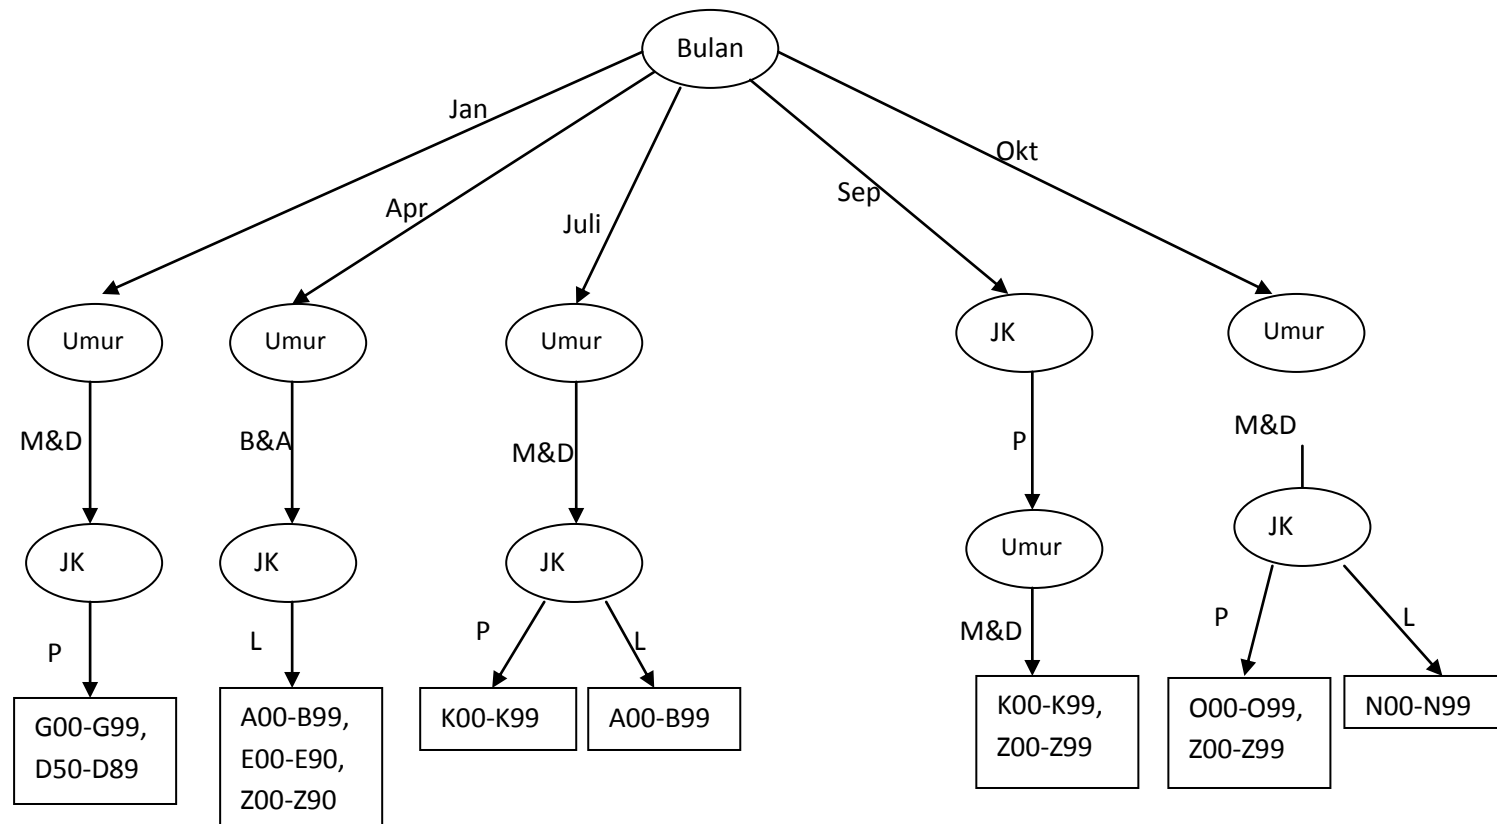 Bulan
Jan
Okt
Apr
Sep
Juli
Umur
Umur
Umur
JK
Umur
M&D
B&A
M&D
P
M&D
JK
JK
JK
Umur
JK
P
L
P
L
M&D
P
L
G00-G99,
D50-D89
A00-B99,
E00-E90,
Z00-Z90
K00-K99
A00-B99
K00-K99,
Z00-Z99
O00-O99,
Z00-Z99
N00-N99